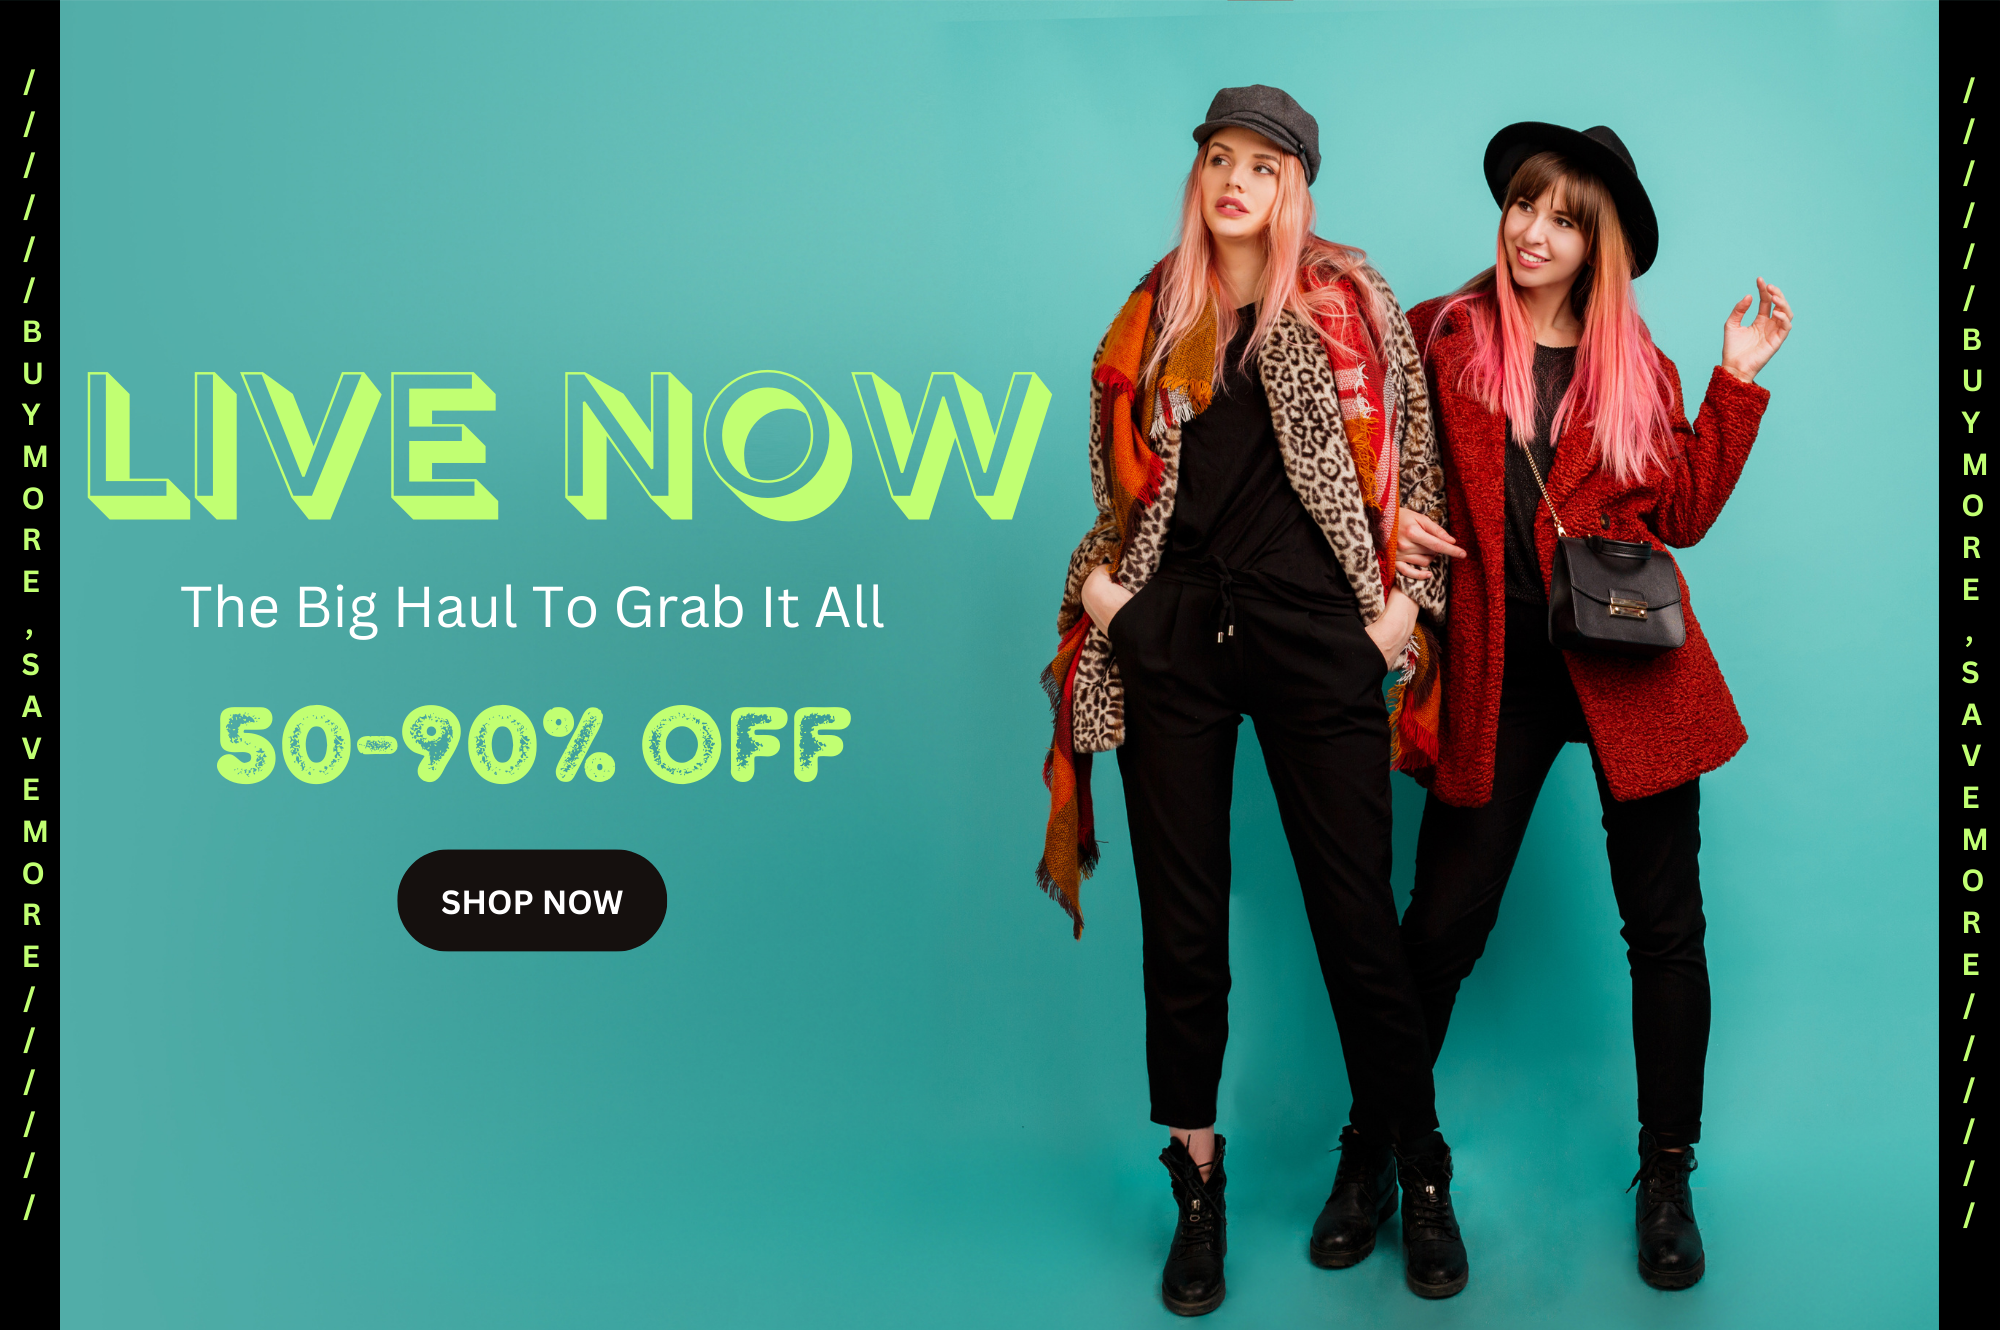 //////BUYMORE,SAVEMORE//////
LIVE NOW
The Big Haul To Grab It All
50-90% OFF
SHOP NOW
//////BUYMORE,SAVEMORE//////